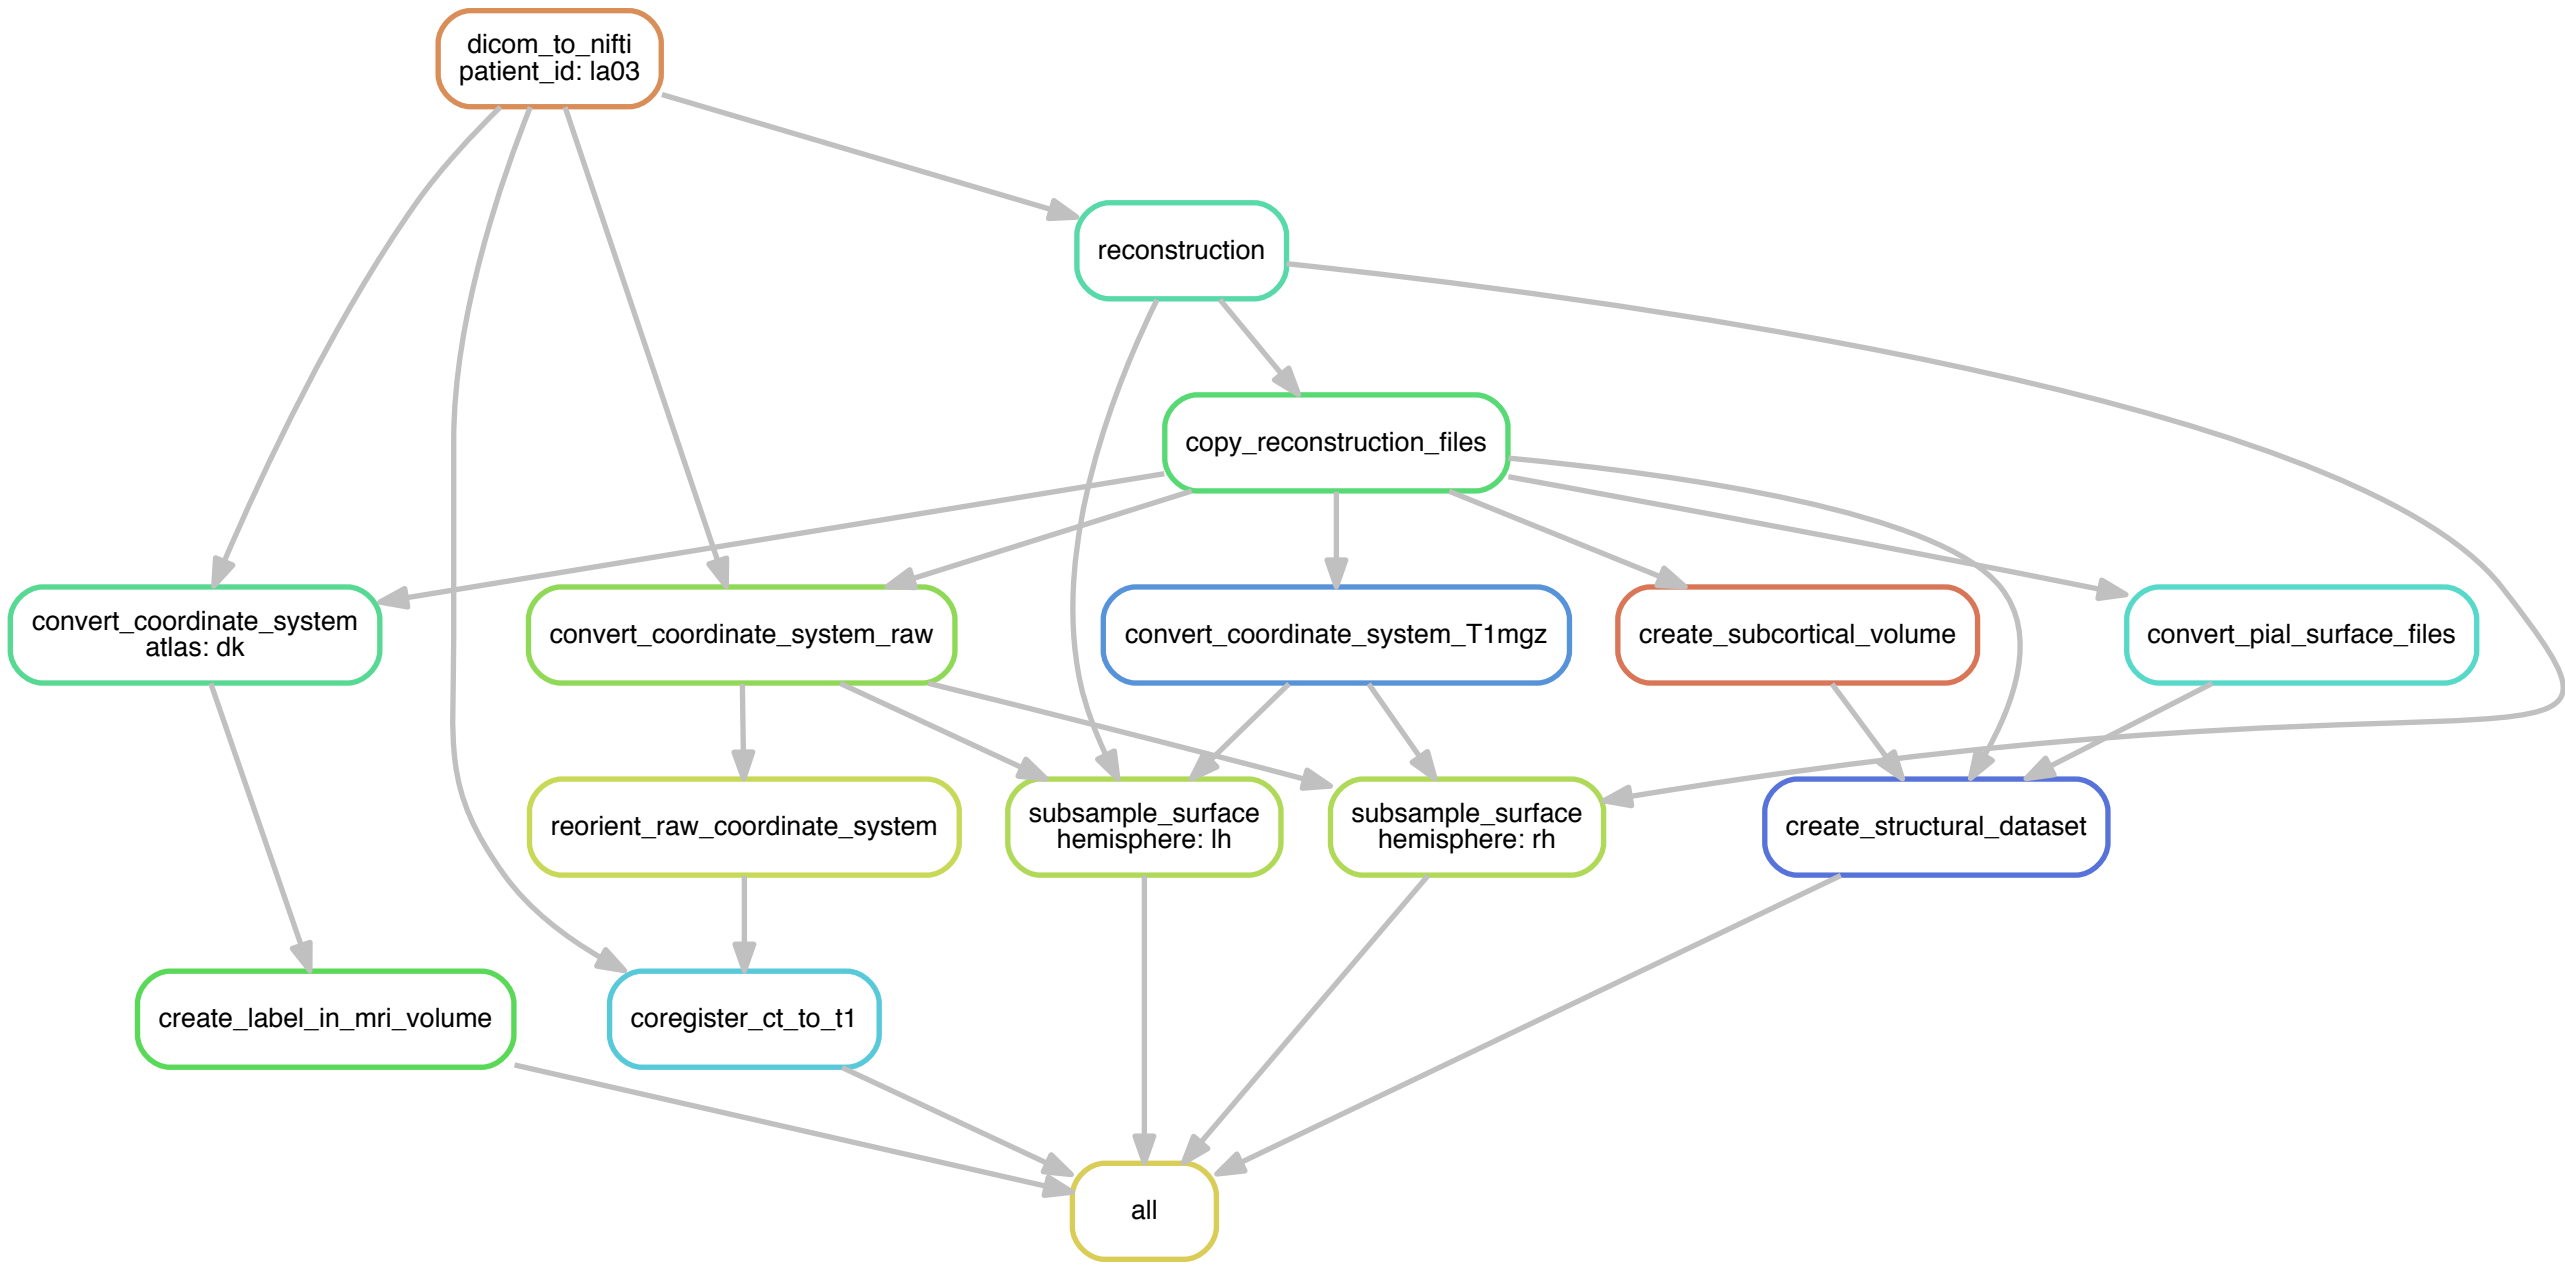 dicom_to_nifti
patient_id: la03
reconstruction
copy_reconstruction_files
convert_coordinate_system
atlas: dk
convert_coordinate_system_raw
convert_coordinate_system_T1mgz
create_subcortical_volume
convert_pial_surface_files
reorient_raw_coordinate_system
subsample_surface
hemisphere: lh
subsample_surface
hemisphere: rh
create_structural_dataset
create_label_in_mri_volume
coregister_ct_to_t1
all